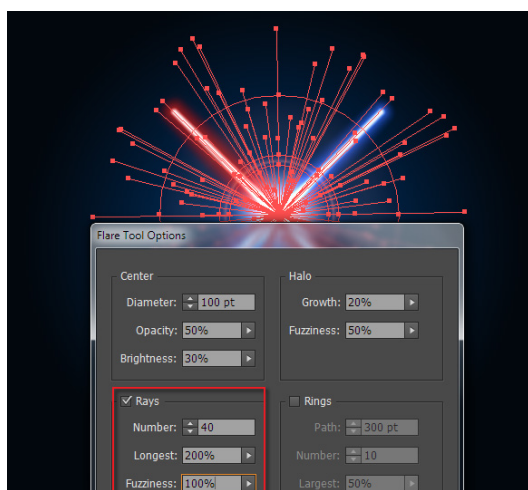 Flare Tool Options
Center
Diameter: 100 pt
Opacity: 50%
Brightness: 30%
Halo
Growth: 20%
Fuzziness: 50%
Rays
Number: 40
Longest: 200%
Fuzziness: 100%
Rings
Path: 300 pt
Number: 10
Largest: 50%